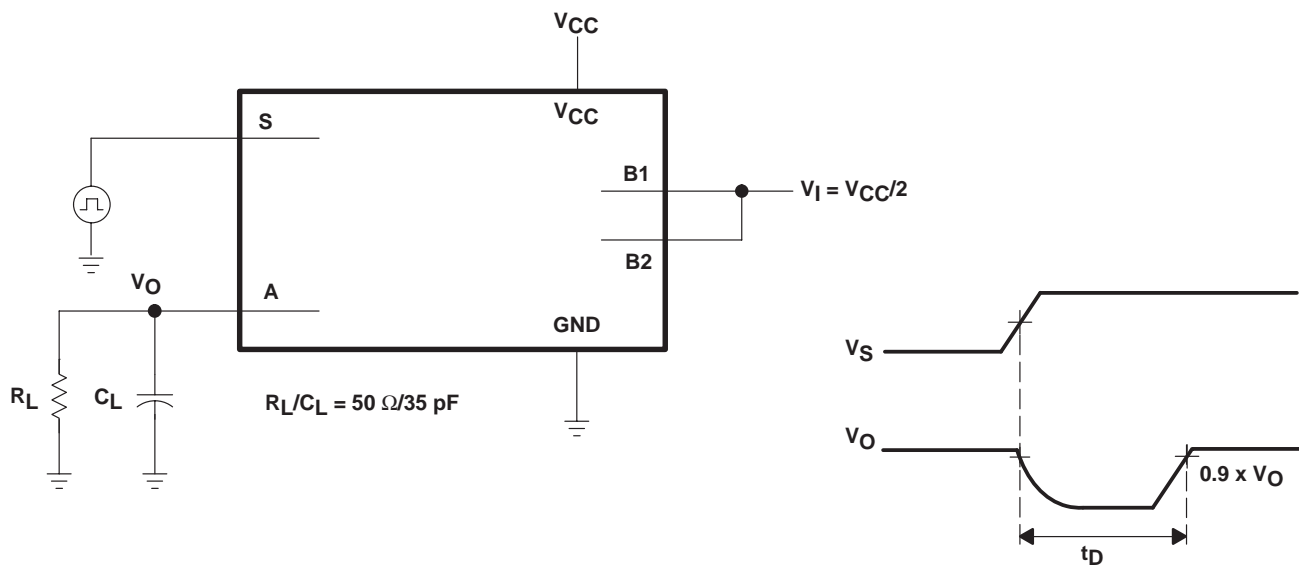 VCC
VCC
S
B1
VI = VCC/2
B2
VO
A
GND
RL
CL
RL/CL = 50 Ω/35 pF
VS
VO
0.9 x VO
tD